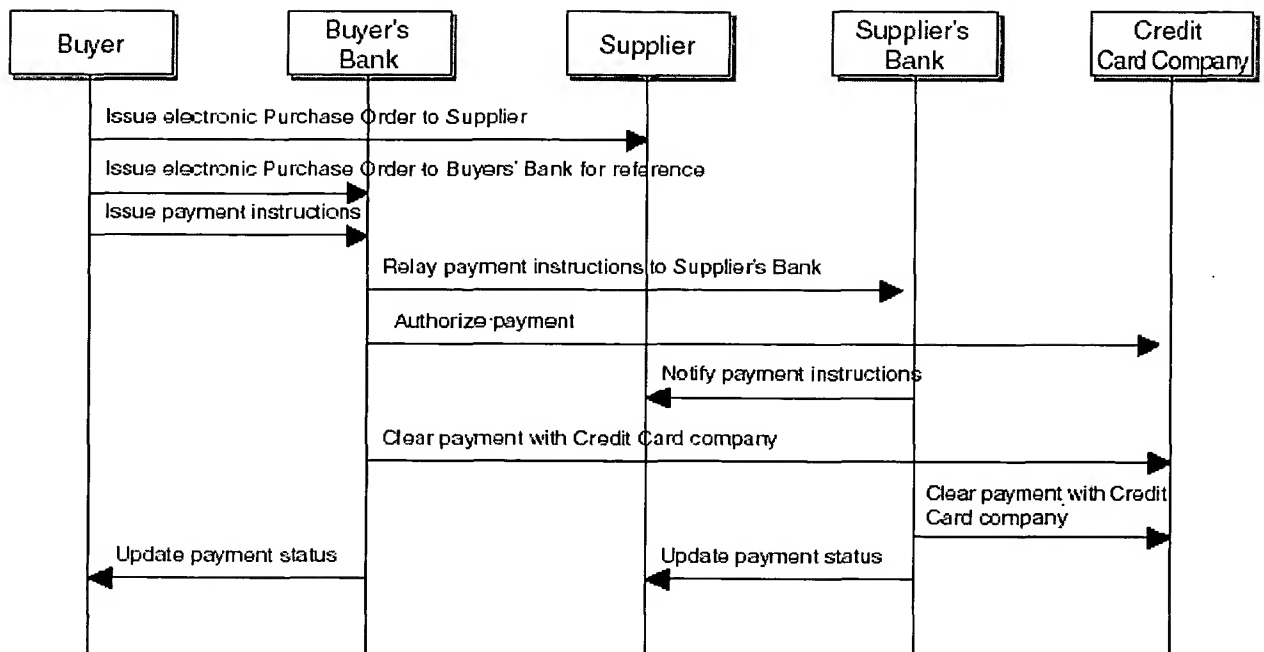 Buyer
Buyer's
Bank
Supplier
Supplier's
Bank
Credit
Card Company
Issue electronic Purchase Order to Supplier
Issue electronic Purchase Order to Buyers' Bank for reference
Issue payment instructions
Relay payment instructions to Supplier's Bank
Authorize payment
Notify payment instructions
Clear payment with Credit Card company
Clear payment with Credit
Card company
Update payment status
Update payment status